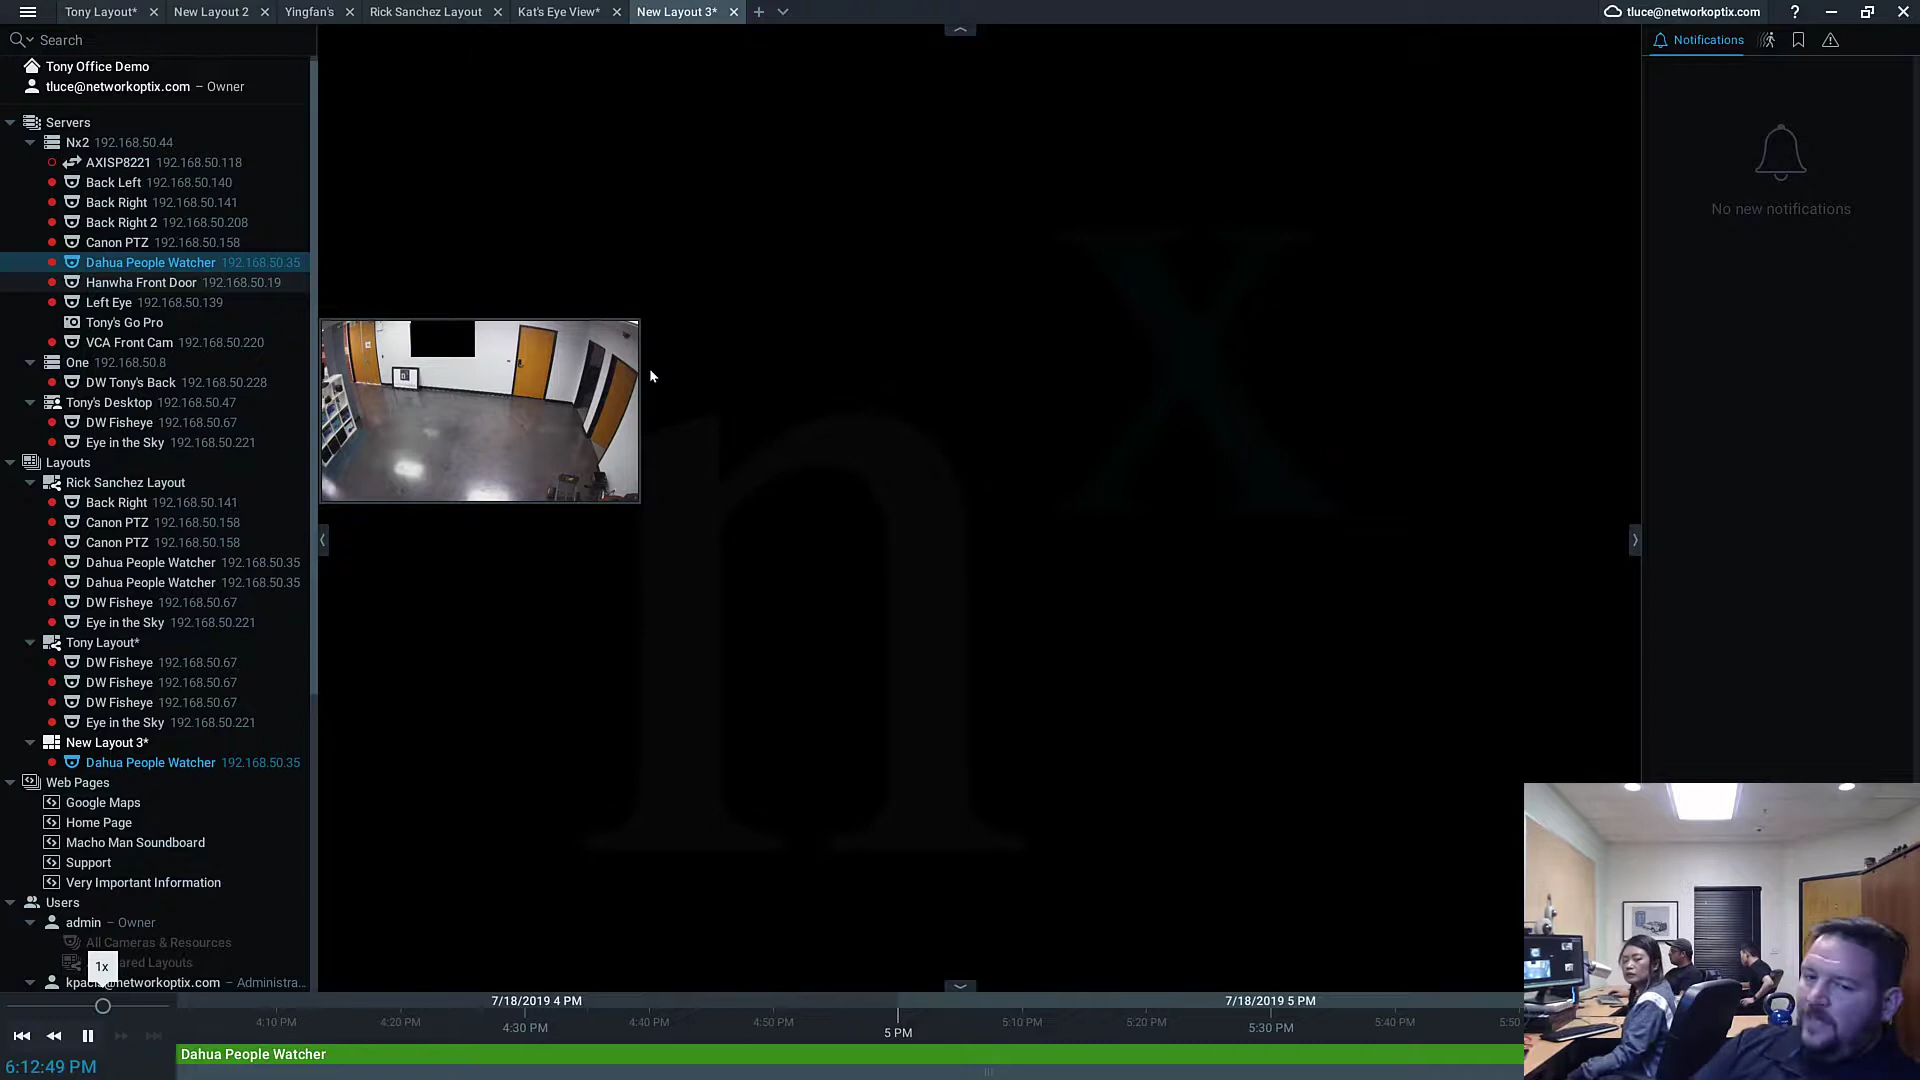 Tony Layout*
New Layout 2
Yingfan's
Rick Sanchez Layout
Kat's Eye View*
New Layout 3*
tluce@networkoptix.com
?
Search
Notifications
Tony Office Demo
tluce@networkoptix.com – Owner
No new notifications
Servers
Nx2 192.168.50.44
AXISP8221 192.168.50.118
Back Left 192.168.50.140
Back Right 192.168.50.141
Back Right 2 192.168.50.208
Canon PTZ 192.168.50.158
Dahua People Watcher 192.168.50.35
Hanwha Front Door 192.168.50.19
Left Eye 192.168.50.139
Tony's Go Pro
VCA Front Cam 192.168.50.220
One 192.168.50.8
DW Tony's Back 192.168.50.228
Tony's Desktop 192.168.50.47
DW Fisheye 192.168.50.67
Eye in the Sky 192.168.50.221
Layouts
Rick Sanchez Layout
Back Right 192.168.50.141
Canon PTZ 192.168.50.158
Canon PTZ 192.168.50.158
Dahua People Watcher 192.168.50.35
Dahua People Watcher 192.168.50.35
DW Fisheye 192.168.50.67
Eye in the Sky 192.168.50.221
Tony Layout*
DW Fisheye 192.168.50.67
DW Fisheye 192.168.50.67
DW Fisheye 192.168.50.67
Eye in the Sky 192.168.50.221
New Layout 3*
Dahua People Watcher 192.168.50.35
Web Pages
Google Maps
Home Page
Macho Man Soundboard
Support
Very Important Information
Users
admin – Owner
All Cameras & Resources
Layouts
1x
networkoptix.com – Administra...
nx
7/18/2019 4 PM
7/18/2019 5 PM
4:10 PM
4:20 PM
4:30 PM
4:40 PM
4:50 PM
5 PM
5:10 PM
5:20 PM
5:30 PM
5:40 PM
5:50
Dahua People Watcher
6:12:49 PM